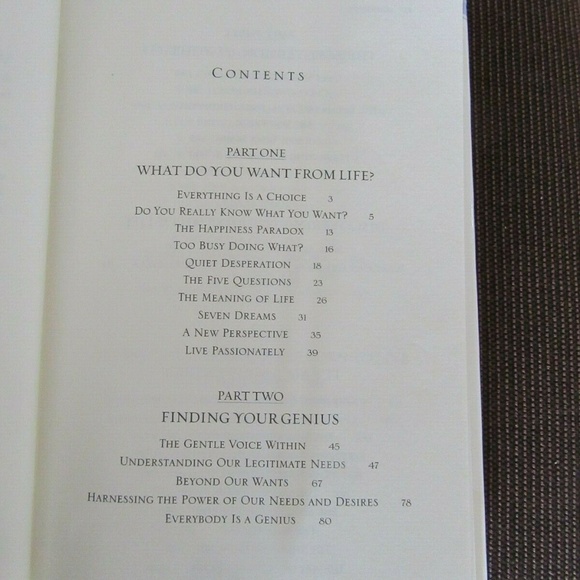 CONTENTS
PART ONE
WHAT DO YOU WANT FROM LIFE?
EVERYTHING IS A CHOICE 3
DO YOU REALLY KNOW WHAT YOU WANT? 5
THE HAPPINESS PARADOX 13
TOO BUSY DOING WHAT? 16
QUIET DESPERATION 18
THE FIVE QUESTIONS 23
THE MEANING OF LIFE 26
SEVEN DREAMS 31
A NEW PERSPECTIVE 35
LIVE PASSIONATELY 39
PART TWO
FINDING YOUR GENIUS
THE GENTLE VOICE WITHIN 45
UNDERSTANDING OUR LEGITIMATE NEEDS 47
BEYOND OUR WANTS 67
HARNESSING THE POWER OF OUR NEEDS AND DESIRES 78
EVERYBODY IS A GENIUS 80